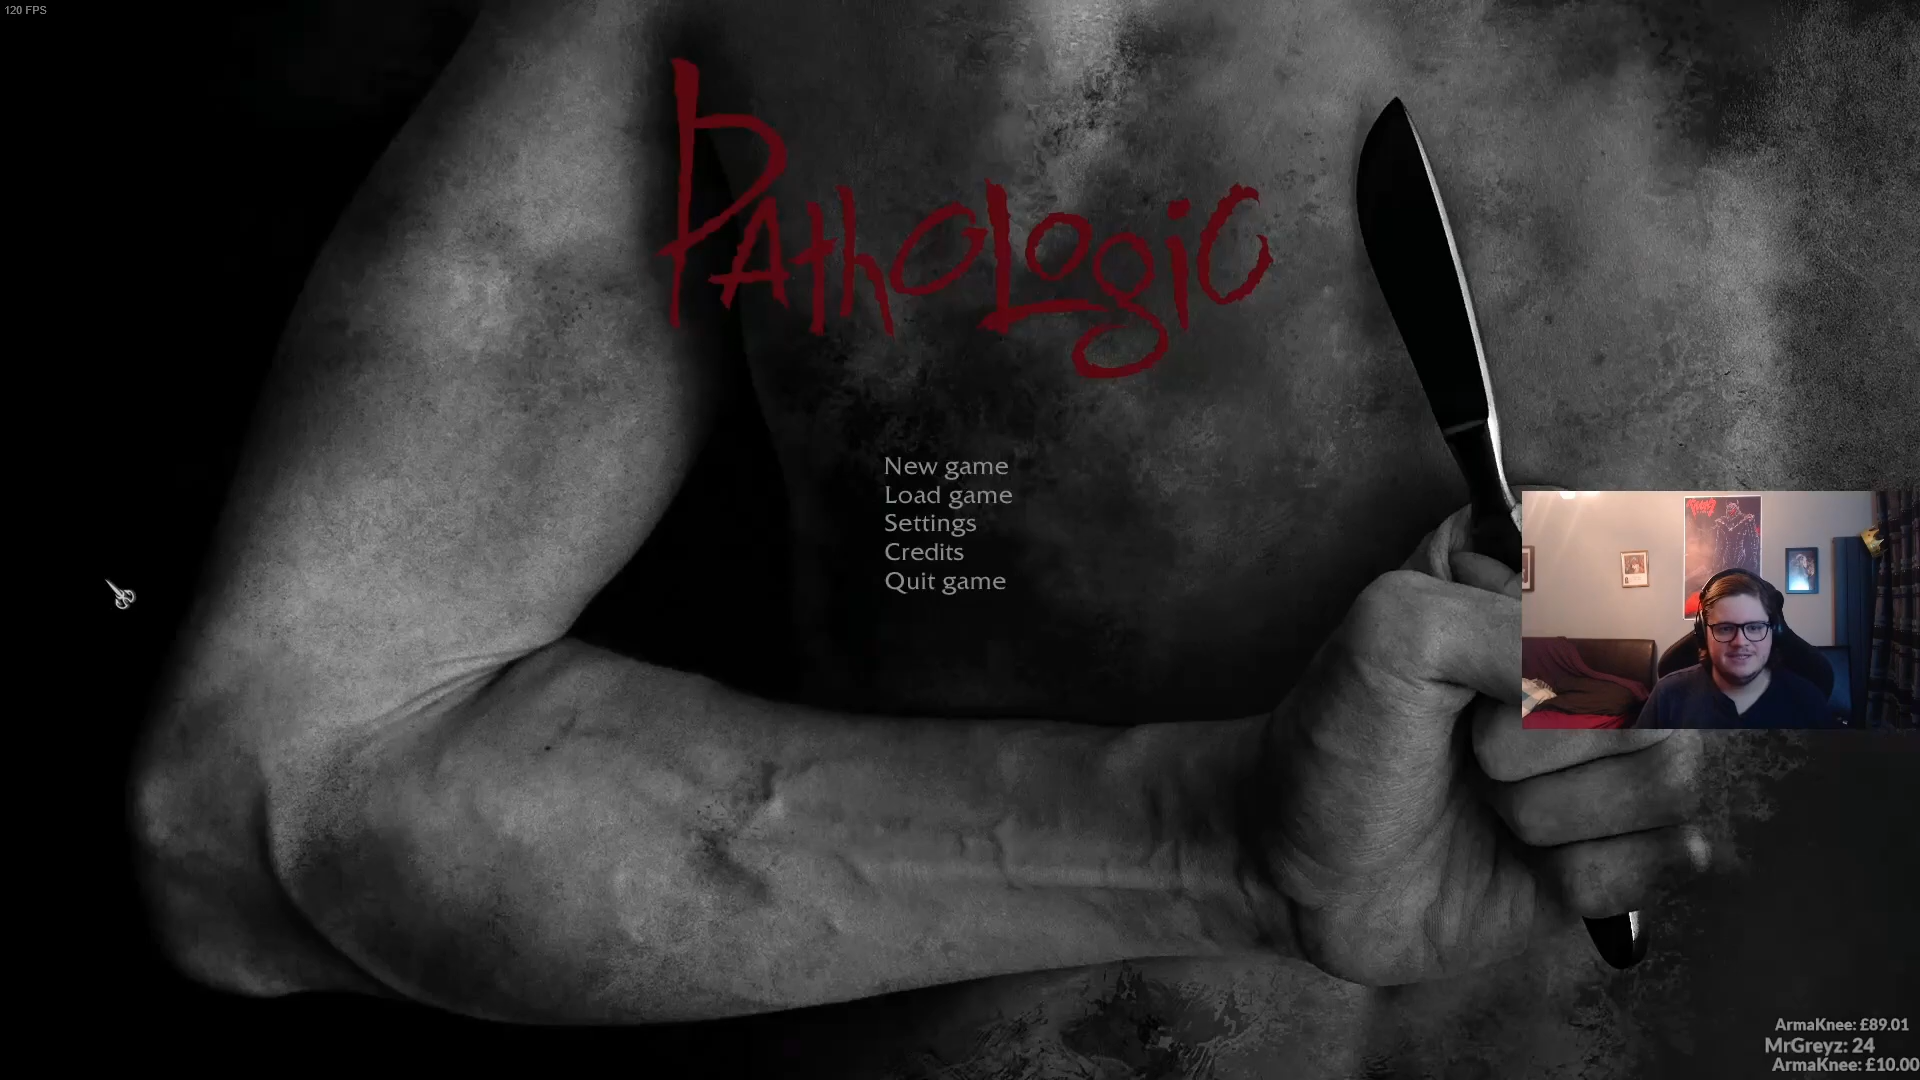 120 FPS
Pathologic
New game
Load game
Settings
Credits
Quit game
ArmaKnee: £89.01
MrGreyz: 24
ArmaKnee: £10.00